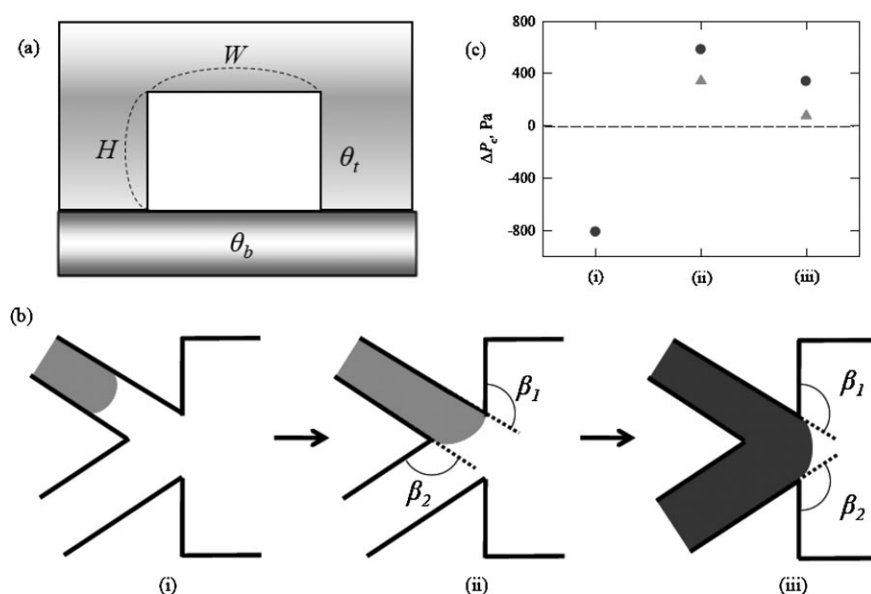 (a)
W
H
θt
θb
(c)
800
400
0
-400
-800
ΔPc, Pa
(i)
(ii)
(iii)
(b)
β1
β2
β1
β2
(i)
(ii)
(iii)